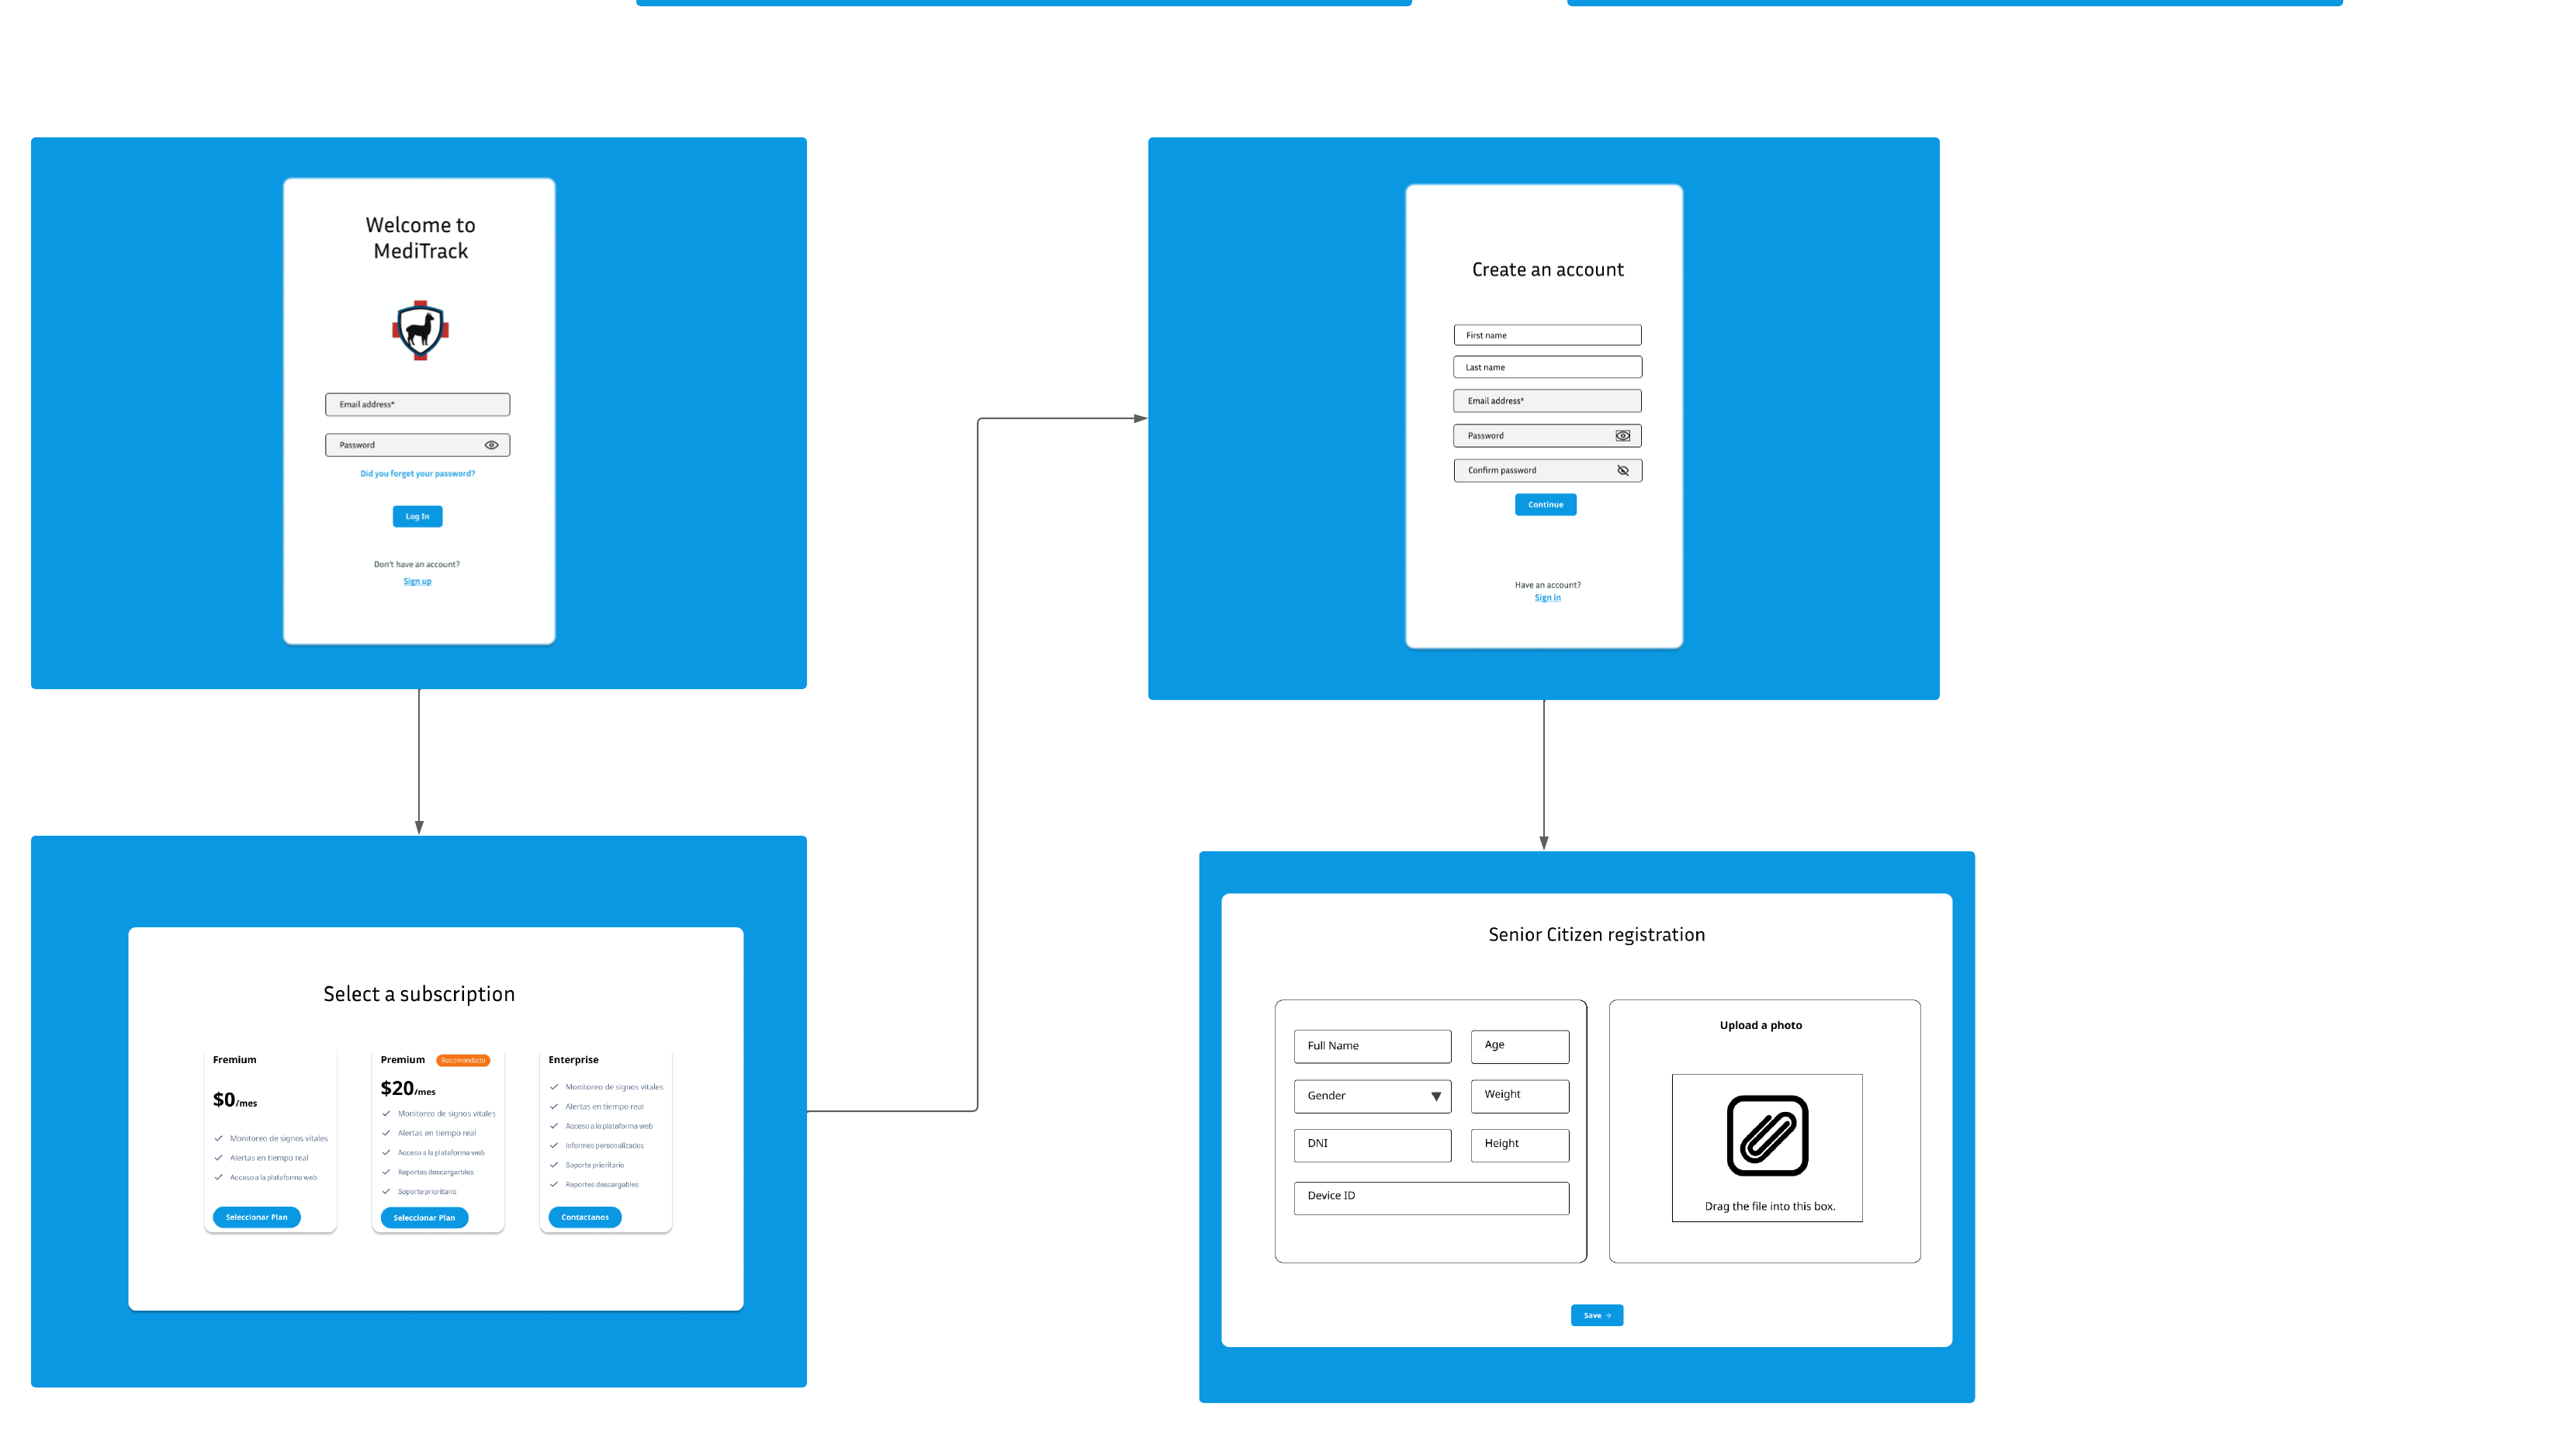 Welcome to
MediTrack
Email address*
Password
Did you forget your password?
Log In
Don't have an account?
Sign up
Create an account
First name
Last name
Email address*
Password
Confirm password
Continue
Have an account?
Sign in
Select a subscription
Fremium
$0/mes
Monitoreo de signos vitales
Alertas en tiempo real
Acceso a la plataforma web
Seleccionar Plan
Premium
Recomendado
$20/mes
Monitoreo de signos vitales
Alertas en tiempo real
Acceso a la plataforma web
Reportes descargarbles
Soporte prioritario
Seleccionar Plan
Enterprise
Monitoreo de signos vitales
Alertas en tiempo real
Acceso a la plataforma web
Informes personalizados
Soporte prioritario
Reportes descargables
Contactanos
Senior Citizen registration
Full Name
Age
Gender
Weight
DNI
Height
Device ID
Upload a photo
Drag the file into this box.
Save →